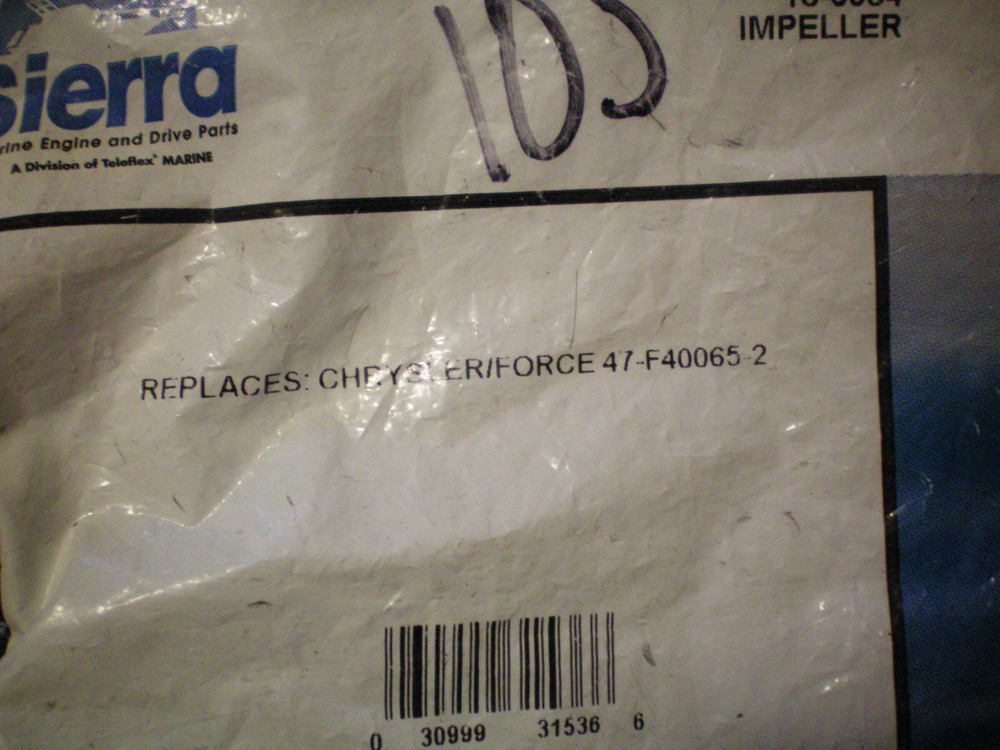 Sierra
rine Engine and Drive Parts
A Division of Teleflex® MARINE
105
IMPELLER
REPLACES: CHRYSLER/FORCE 47-F40065-2
0 30999 31536 6